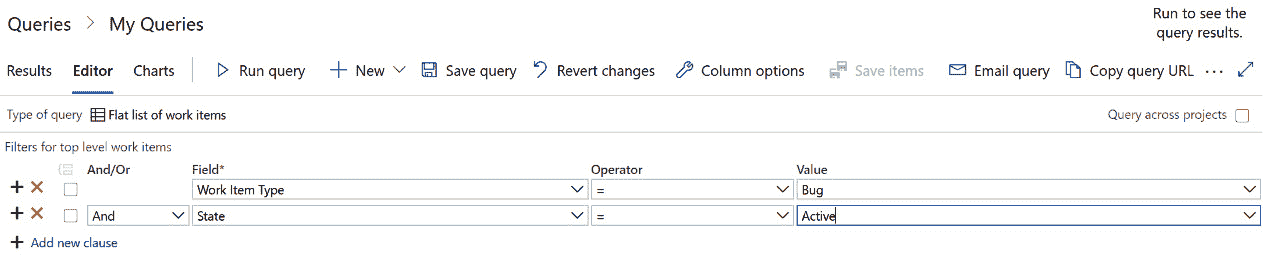 Queries > My Queries
Run to see the
query results.
Results Editor Charts Run query New Save query Revert changes Column options Save items Email query Copy query URL ...
Type of query Flat list of work items Query across projects
Filters for top level work items
And/Or Field* Operator Value
Work Item Type = Bug
And State = Active
Add new clause